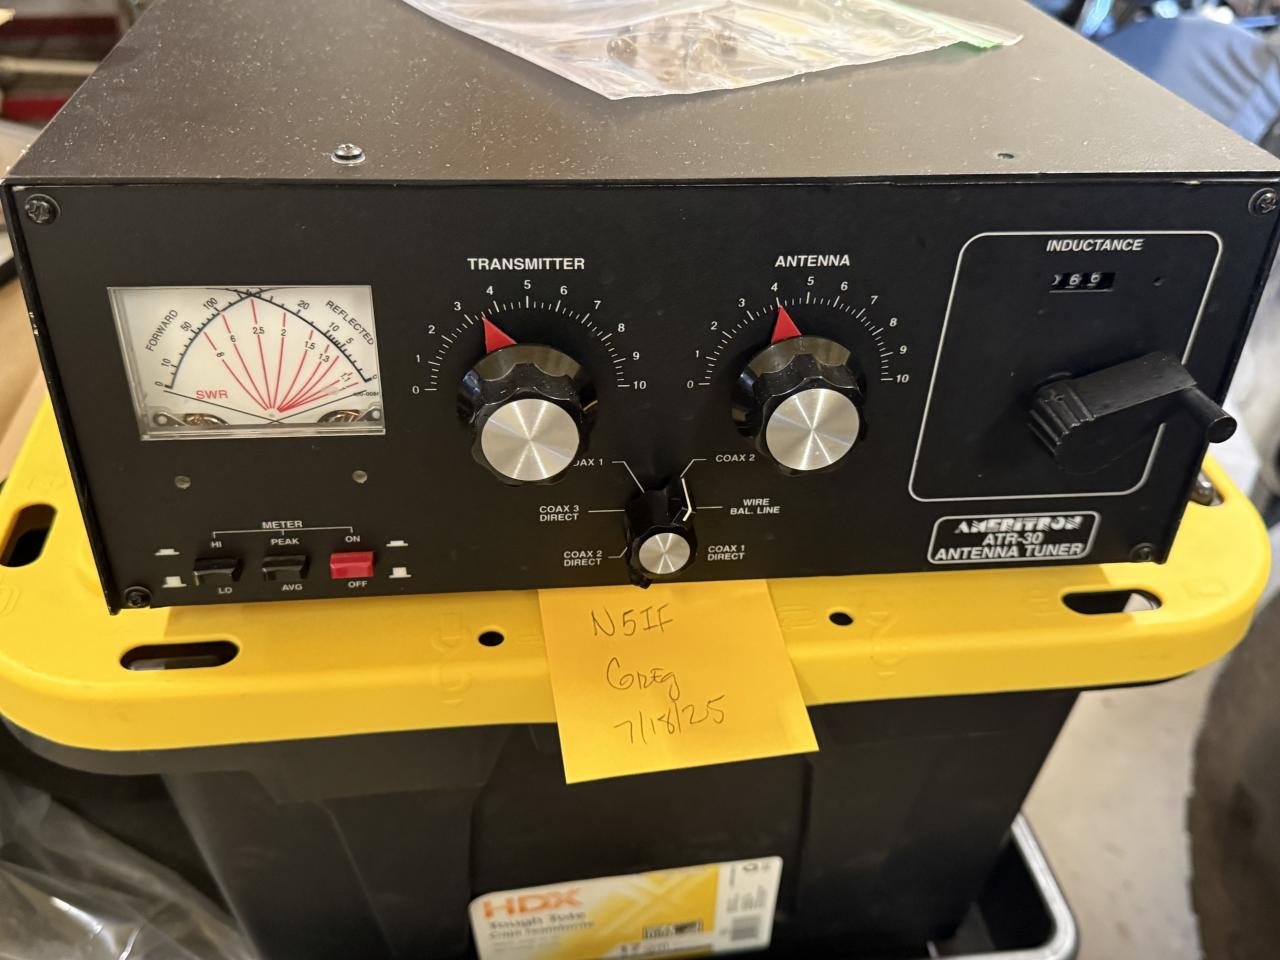 TRANSMITTER
0 1 2 3 4 5 6 7 8 9 10
ANTENNA
0 1 2 3 4 5 6 7 8 9 10
INDUCTANCE
FORWARD
0 10 50 100
REFLECTED
20 10 5
8 6 2.5 2 1.5 1.3 1.1
SWR
COAX 2
WIRE
BAL. LINE
COAX 3
DIRECT
COAX 2
DIRECT
COAX 1
DIRECT
METER
HI PEAK ON
LO AVG OFF
AMERITRON
ATR-30
ANTENNA TUNER
N5IF
Greg
7/18/25
HDX
Tough Tote